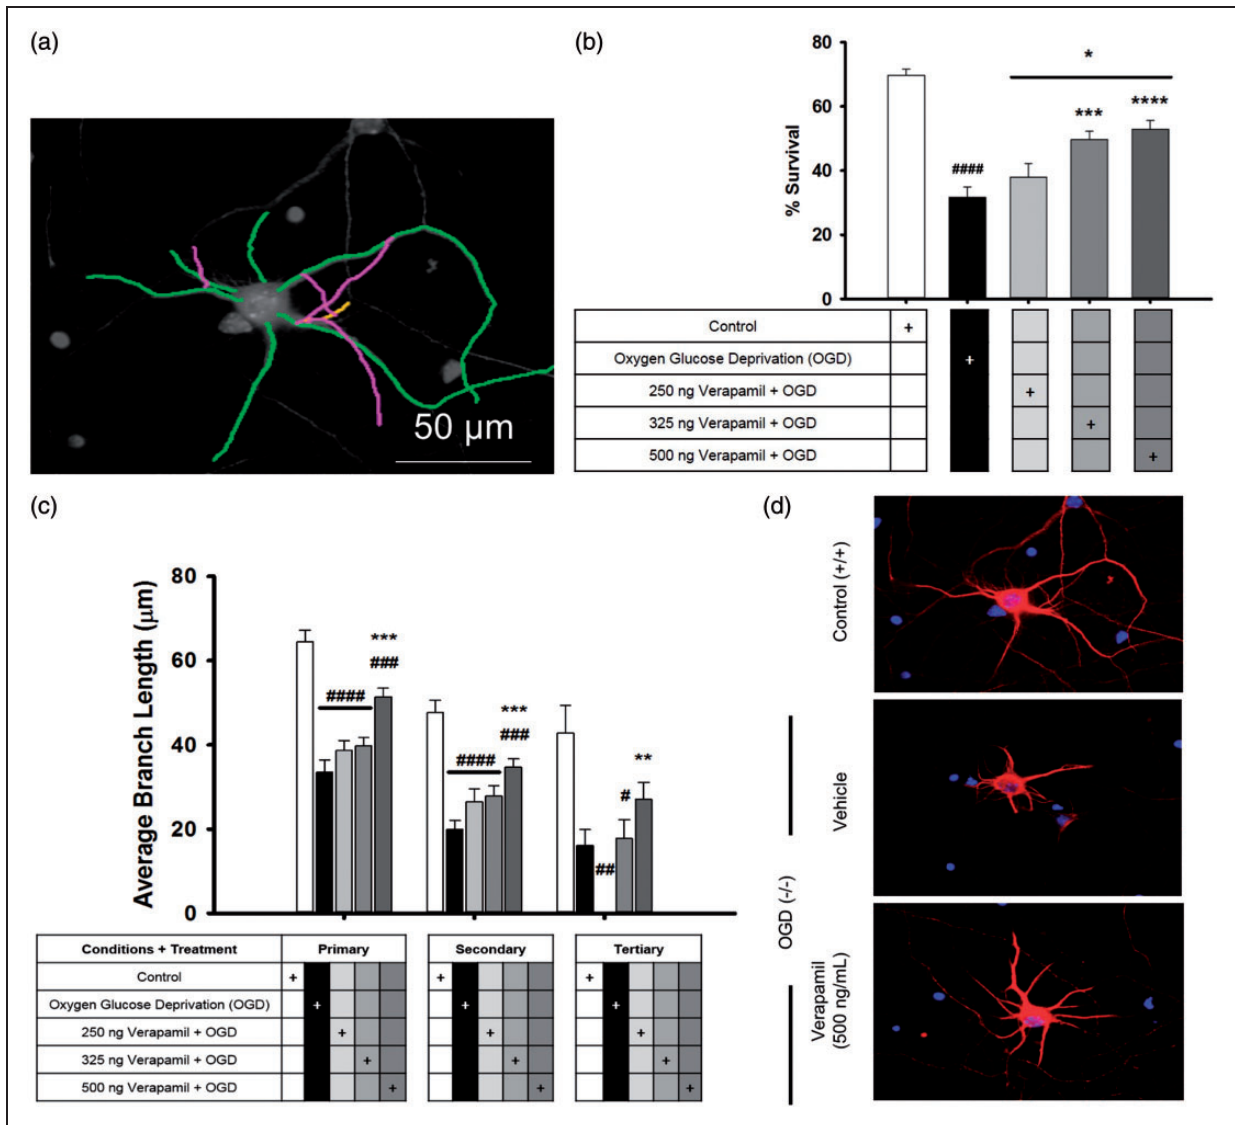 (a)
50 μm
(b)
% Survival
80
60
40
20
0
*
####
***
****
Control
+
Oxygen Glucose Deprivation (OGD)
+
250 ng Verapamil + OGD
+
325 ng Verapamil + OGD
+
500 ng Verapamil + OGD
+
(c)
Average Branch Length (μm)
80
60
40
20
0
####
***
###
####
***
###
##
#
**
Conditions + Treatment Primary Secondary Tertiary
Control + + +
Oxygen Glucose Deprivation (OGD) + + +
250 ng Verapamil + OGD + + +
325 ng Verapamil + OGD + + +
500 ng Verapamil + OGD + + +
(d)
Control (+/+)
OGD (-/-)
Vehicle
Verapamil
(500 ng/mL)